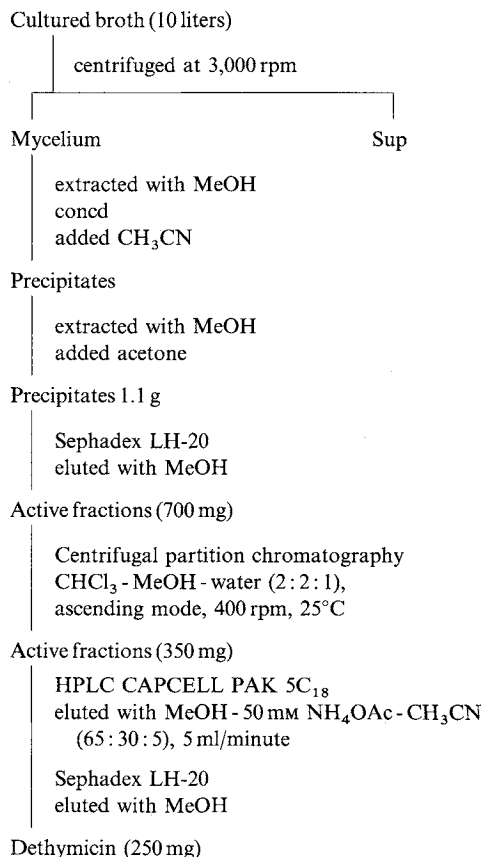 Cultured broth (10 liters)
centrifuged at 3,000 rpm
Mycelium Sup
extracted with MeOH
concd
added CH₃CN
Precipitates
extracted with MeOH
added acetone
Precipitates 1.1 g
Sephadex LH-20
eluted with MeOH
Active fractions (700 mg)
Centrifugal partition chromatography
CHCl₃ - MeOH - water (2 : 2 : 1),
ascending mode, 400 rpm, 25°C
Active fractions (350 mg)
HPLC CAPCELL PAK 5C₁₈
eluted with MeOH - 50 mM NH₄OAc - CH₃CN
(65 : 30 : 5), 5 ml/minute
Sephadex LH-20
eluted with MeOH
Dethymicin (250 mg)